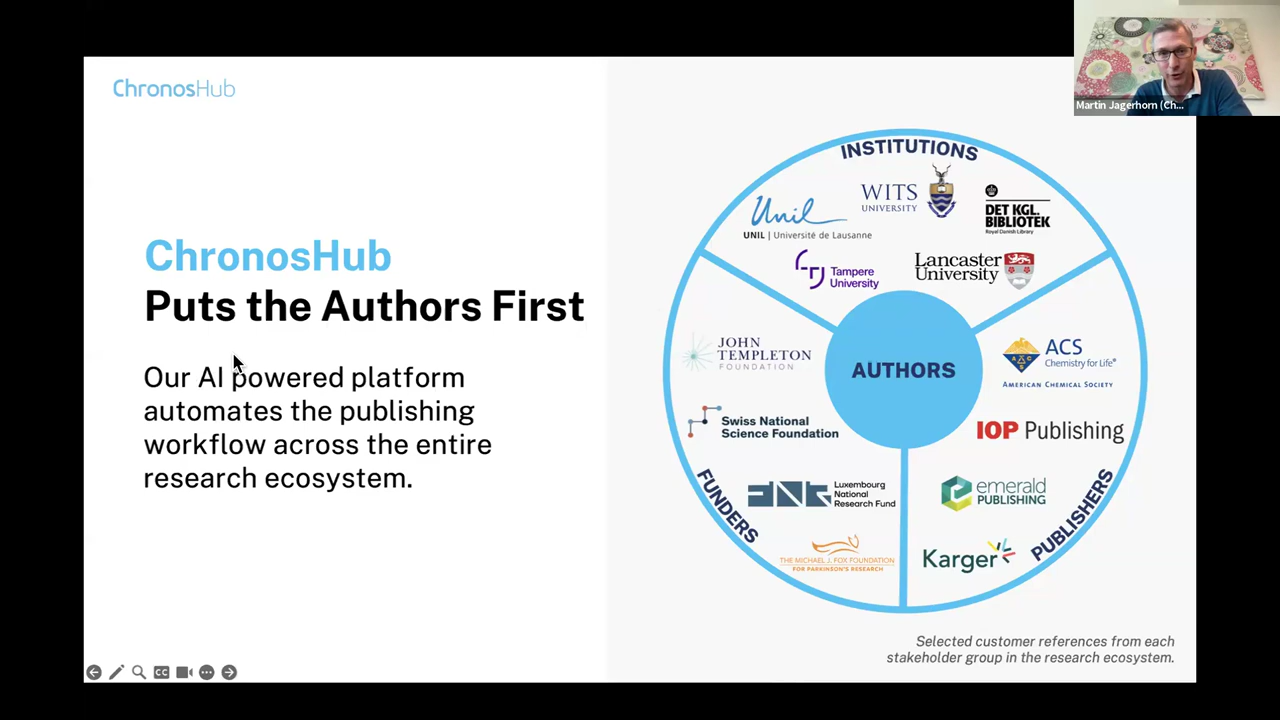 ChronosHub
Martin Jagerhorn (Ch...
ChronosHub
Puts the Authors First
Our AI powered platform
automates the publishing
workflow across the entire
research ecosystem.
INSTITUTIONS
Unil
UNIL | Université de Lausanne
WITS
UNIVERSITY
DET KGL.
BIBLIOTEK
Royal Danish Library
Tampere
University
Lancaster
University
JOHN
TEMPLETON
FOUNDATION
AUTHORS
ACS
Chemistry for Life®
AMERICAN CHEMICAL SOCIETY
Swiss National
Science Foundation
IOP Publishing
FUNDERS
FNR
Luxembourg
National
Research Fund
emerald
PUBLISHING
PUBLISHERS
THE MICHAEL J. FOX FOUNDATION
FOR PARKINSON'S RESEARCH
Karger
Selected customer references from each
stakeholder group in the research ecosystem.
CC